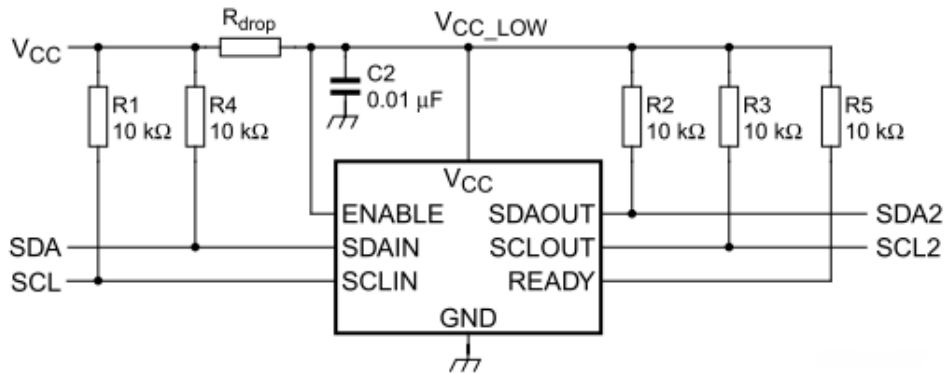 Rdrop
VCC
VCC_LOW
C2
0.01 μF
R1
10 kΩ
R4
10 kΩ
R2
10 kΩ
R3
10 kΩ
R5
10 kΩ
VCC
ENABLE
SDAOUT
SDA2
SDA
SDAIN
SCLOUT
SCL2
SCL
SCLIN
READY
GND